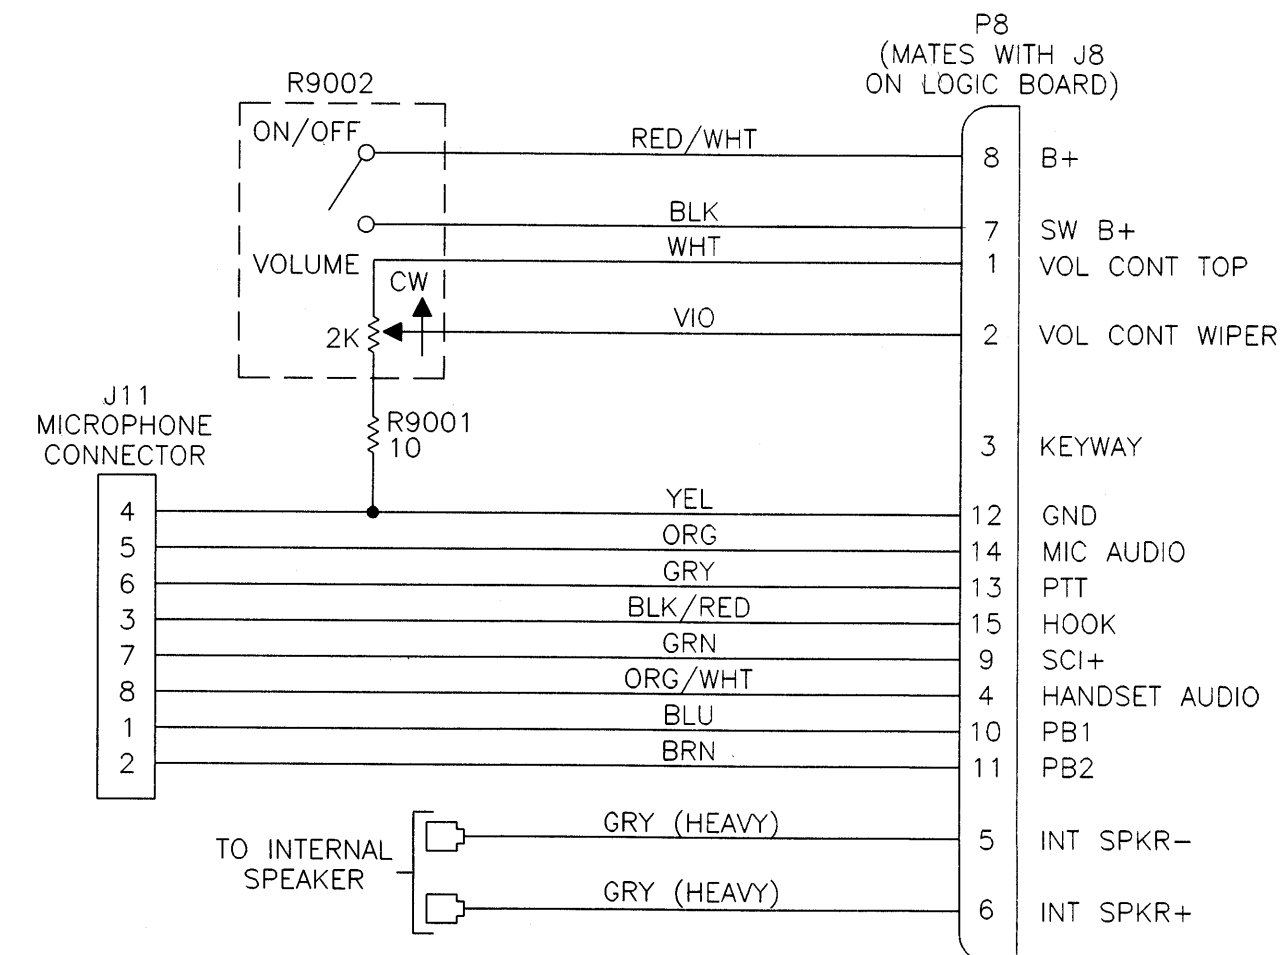 P8
(MATES WITH J8
ON LOGIC BOARD)
R9002
ON/OFF
RED/WHT
8 B+
BLK
7 SW B+
WHT
1 VOL CONT TOP
VOLUME
CW
2K
VIO
2 VOL CONT WIPER
J11
MICROPHONE
CONNECTOR
R9001
10
3 KEYWAY
4 YEL 12 GND
5 ORG 14 MIC AUDIO
6 GRY 13 PTT
3 BLK/RED 15 HOOK
7 GRN 9 SCI+
8 ORG/WHT 4 HANDSET AUDIO
1 BLU 10 PB1
2 BRN 11 PB2
TO INTERNAL
SPEAKER
GRY (HEAVY) 5 INT SPKR-
GRY (HEAVY) 6 INT SPKR+